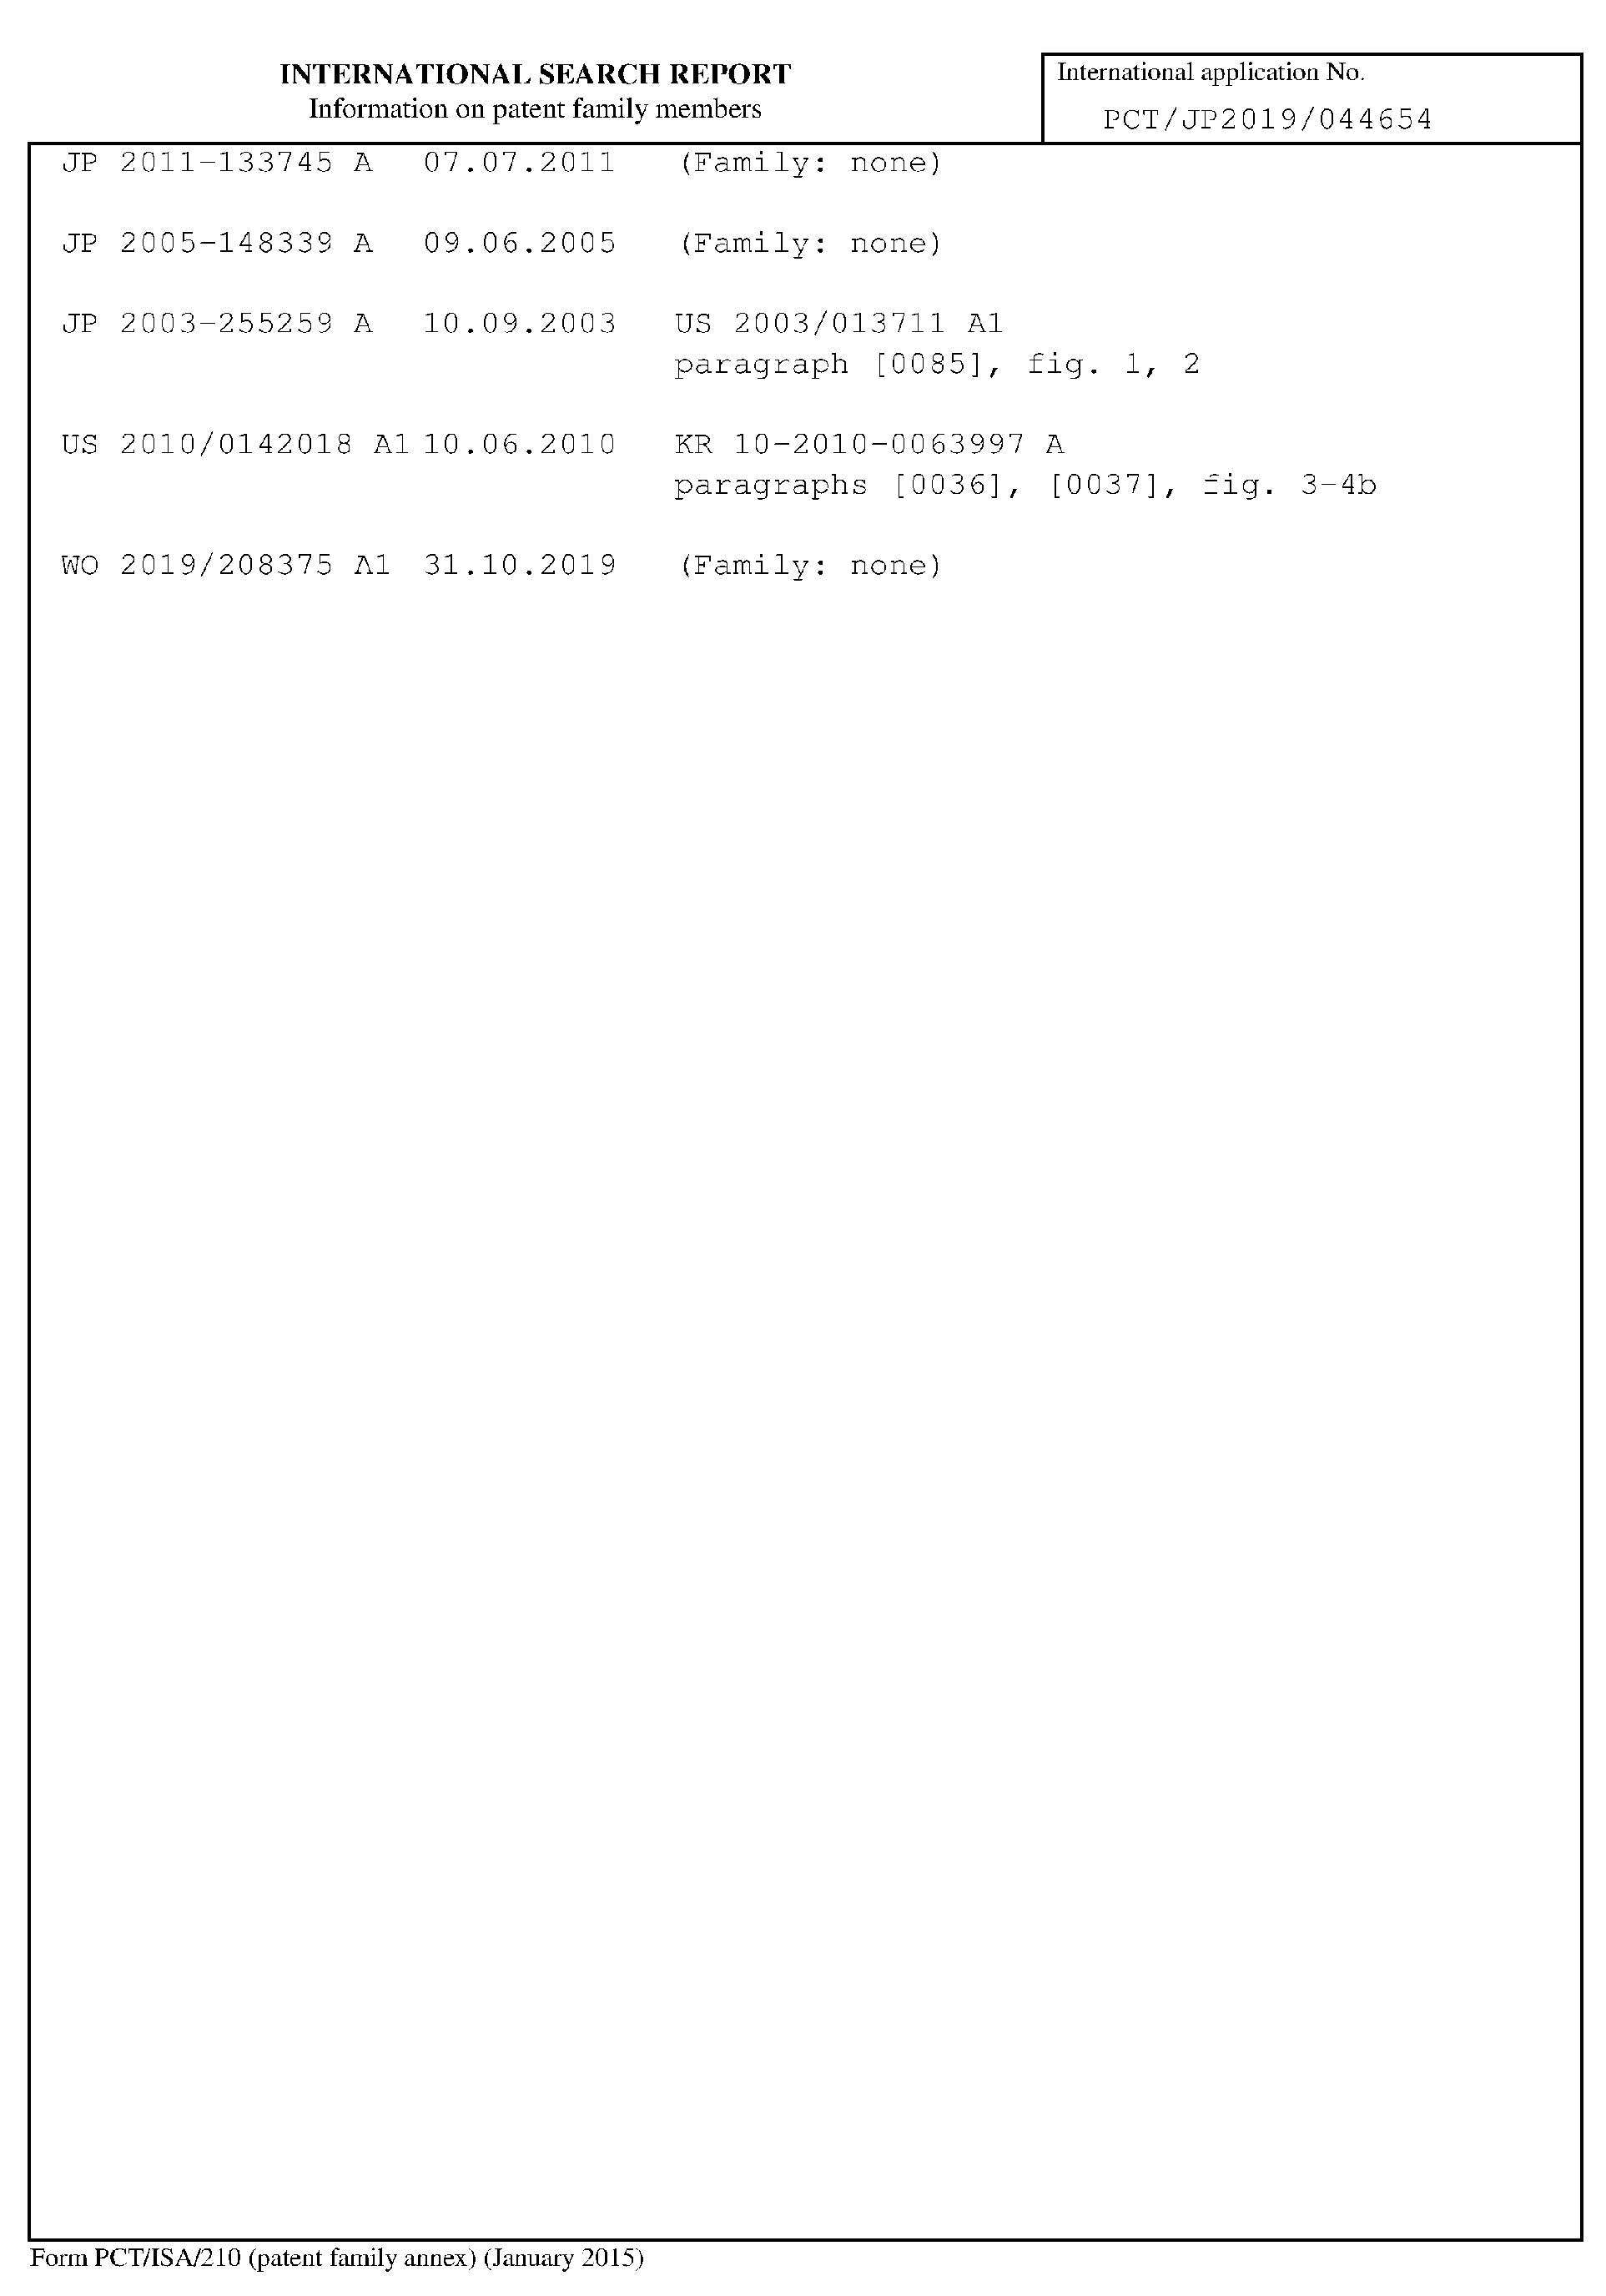 INTERNATIONAL SEARCH REPORT
Information on patent family members
International application No.
PCT/JP2019/044654
JP 2011-133745 A 07.07.2011 (Family: none)
JP 2005-148339 A 09.06.2005 (Family: none)
JP 2003-255259 A 10.09.2003 US 2003/013711 A1
paragraph [0085], fig. 1, 2
US 2010/0142018 A1 10.06.2010 KR 10-2010-0063997 A
paragraphs [0036], [0037], fig. 3-4b
WO 2019/208375 A1 31.10.2019 (Family: none)
Form PCT/ISA/210 (patent family annex) (January 2015)